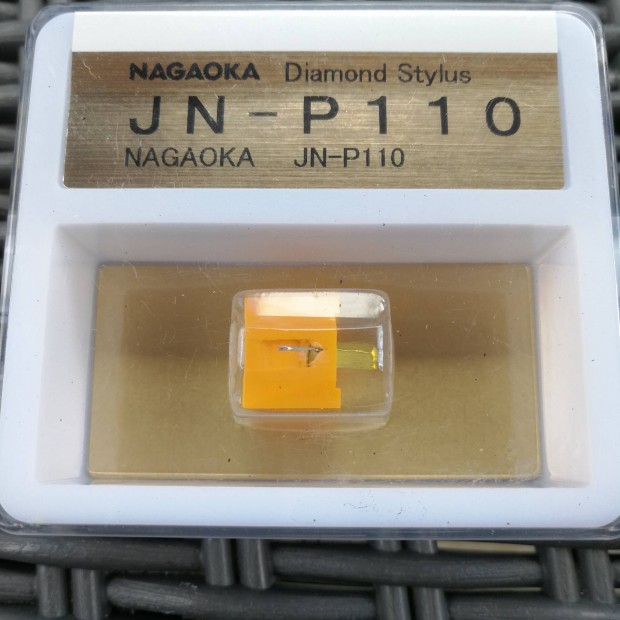 NAGAOKA Diamond Stylus
JN-P110
NAGAOKA JN-P110